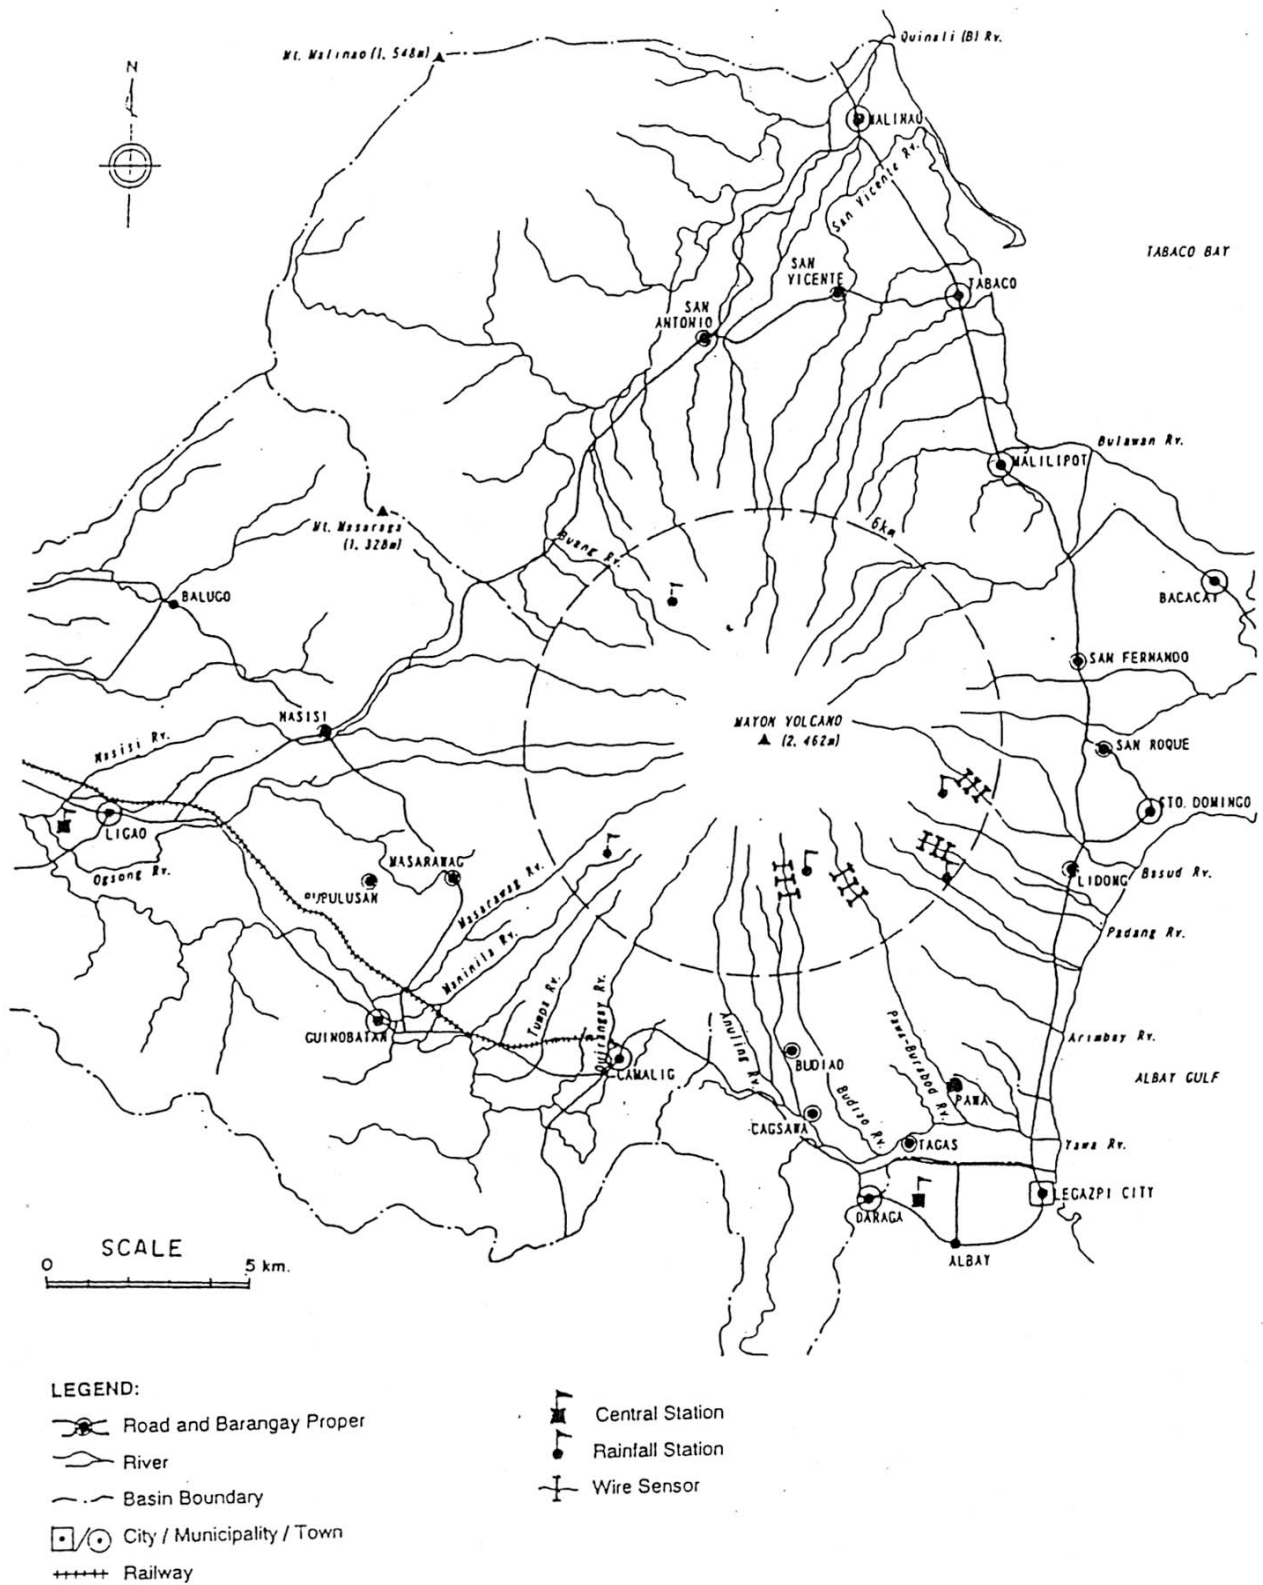 Mt. Malinao (1, 548m)
Quinali (B) Rv.
N
MALINAU
San Vicente Rv.
TABACO BAY
SAN
VICENTE
TABACO
SAN
ANTONIO
Bulawan Rv.
MALILIPOT
Mt. Masaraga
(1, 328m)
6km
Buang Rv.
BALUGO
BACACAY
SAN FERNANDO
MASISI
MAYON VOLCANO
(2, 462m)
Nasisi Rv.
SAN ROQUE
STO. DOMINGO
LIGAO
MASARAWAG
Ogsong Rv.
Masarawag Rv.
LIDONG
Basud Rv.
PUPULUSAN
Padang Rv.
Maninila Rv.
Tumpa Rv.
Quirangay Rv.
GUINOBATAN
Anuling Rv.
Pawa-Burabod Rv.
Arimbay Rv.
CAMALIG
BUDIAO
ALBAY GULF
PAWA
Budiao Rv.
CAGSAWA
TAGAS
Yawa Rv.
LEGAZPI CITY
DARAGA
ALBAY
SCALE
0 5 km.
LEGEND:
Road and Barangay Proper
River
Basin Boundary
City / Municipality / Town
Railway
Central Station
Rainfall Station
Wire Sensor